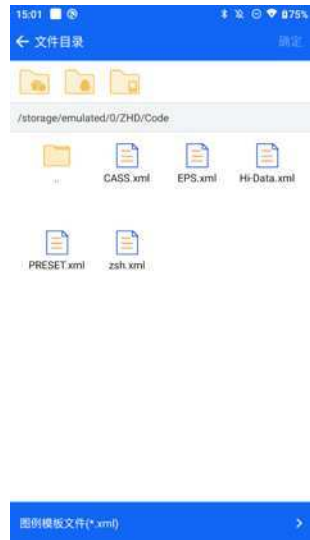 15:01 75%
文件目录 确定
/storage/emulated/0/ZHD/Code
.. CASS.xml EPS.xml Hi-Data.xml
PRESET.xml zsh.xml
图例模板文件(*.xml)